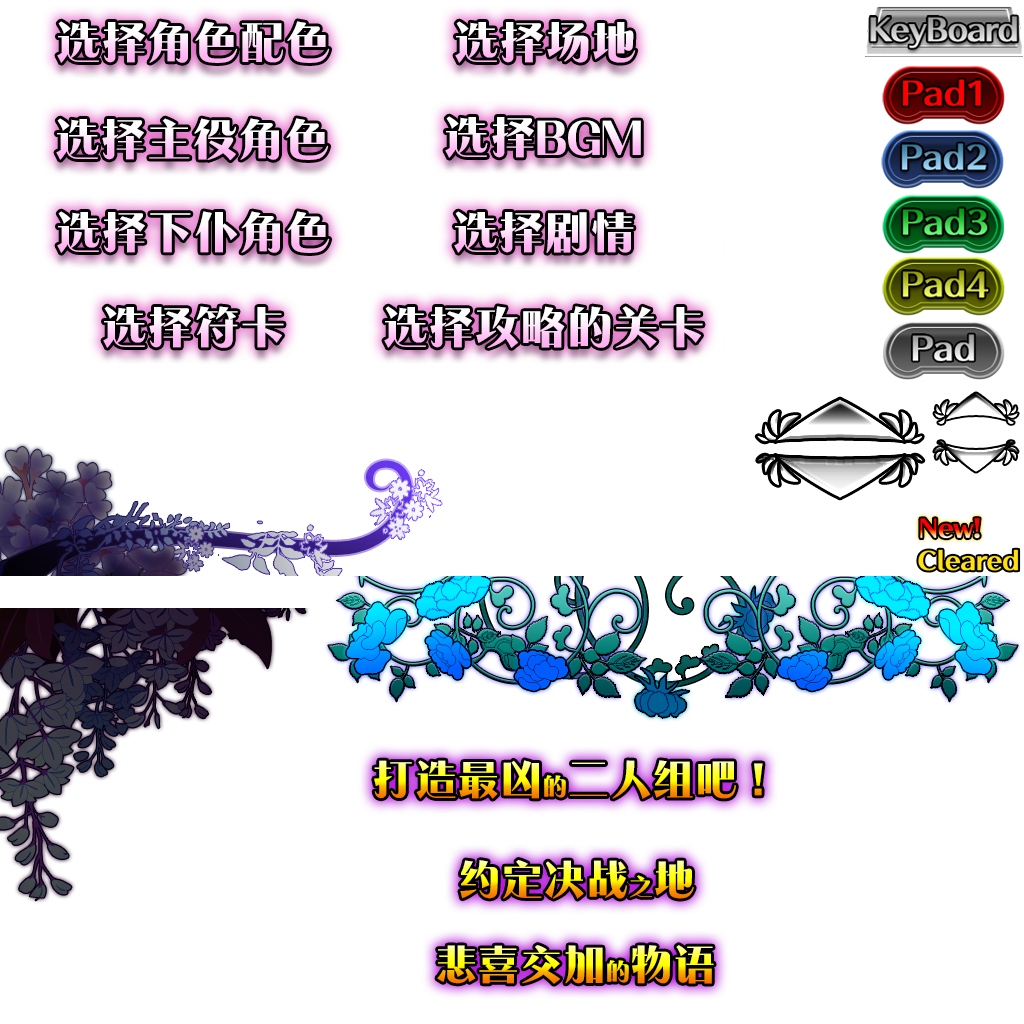 选择角色配色
选择场地
KeyBoard
Pad1
选择主役角色
选择BGM
Pad2
选择下仆角色
选择剧情
Pad3
Pad4
选择符卡
选择攻略的关卡
Pad
New!
Cleared
打造最凶的二人组吧！
约定决战之地
悲喜交加的物语